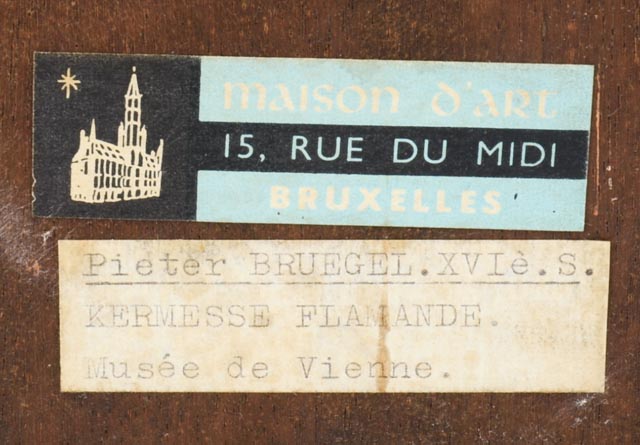 maison d'ART
15, RUE DU MIDI
BRUXELLES
Pieter BRUEGEL.XVIè.S.
KERMESSE FLAMANDE.
Musée de Vienne.